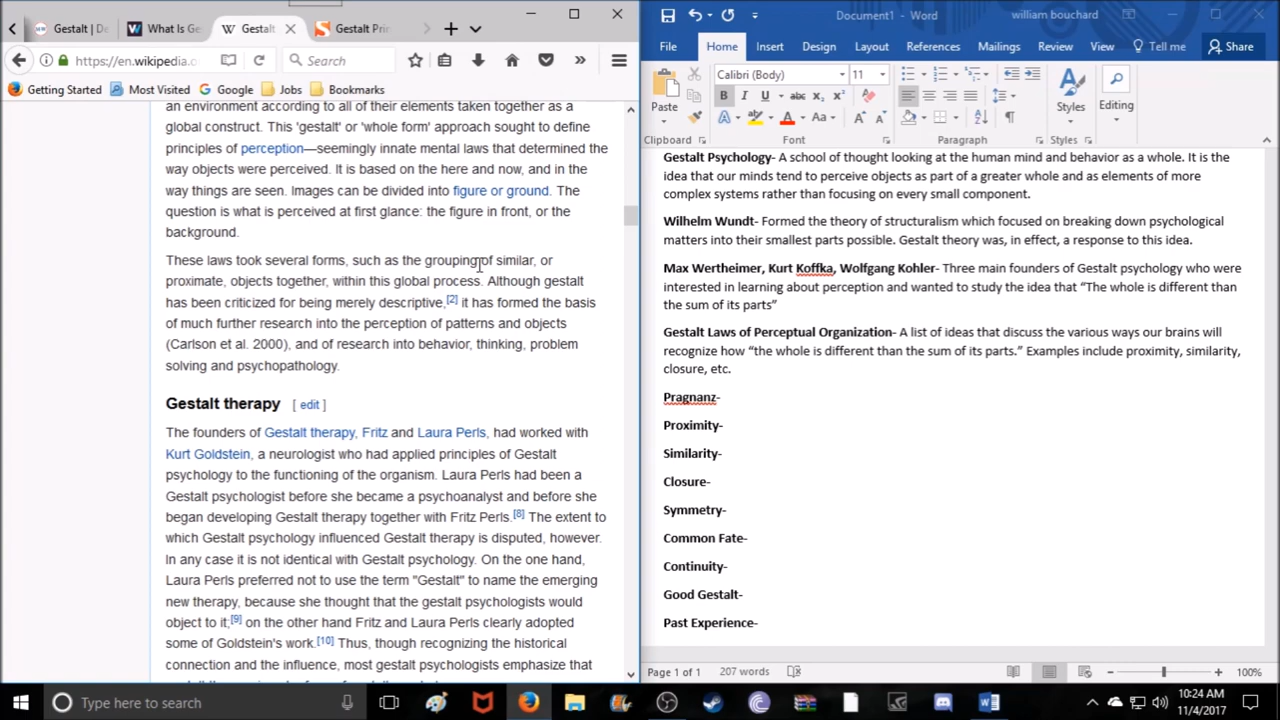 Gestalt | De
What Is Ge
Gestalt
Gestalt Prin
https://en.wikipedia.o
Search
Getting Started
Most Visited
Google
Jobs
Bookmarks
an environment according to all of their elements taken together as a
global construct. This 'gestalt' or 'whole form' approach sought to define
principles of perception—seemingly innate mental laws that determined the
way objects were perceived. It is based on the here and now, and in the
way things are seen. Images can be divided into figure or ground. The
question is what is perceived at first glance: the figure in front, or the
background.
These laws took several forms, such as the grouping of similar, or
proximate, objects together, within this global process. Although gestalt
has been criticized for being merely descriptive,[2] it has formed the basis
of much further research into the perception of patterns and objects
(Carlson et al. 2000), and of research into behavior, thinking, problem
solving and psychopathology.
Gestalt therapy [ edit ]
The founders of Gestalt therapy, Fritz and Laura Perls, had worked with
Kurt Goldstein, a neurologist who had applied principles of Gestalt
psychology to the functioning of the organism. Laura Perls had been a
Gestalt psychologist before she became a psychoanalyst and before she
began developing Gestalt therapy together with Fritz Perls.[8] The extent to
which Gestalt psychology influenced Gestalt therapy is disputed, however.
In any case it is not identical with Gestalt psychology. On the one hand,
Laura Perls preferred not to use the term "Gestalt" to name the emerging
new therapy, because she thought that the gestalt psychologists would
object to it;[9] on the other hand Fritz and Laura Perls clearly adopted
some of Goldstein's work.[10] Thus, though recognizing the historical
connection and the influence, most gestalt psychologists emphasize that
Document1 - Word
william bouchard
File Home Insert Design Layout References Mailings Review View Tell me Share
Calibri (Body) 11
Paste
B I U abc x₂ x²
A Aa A A
Styles
Editing
Clipboard Font Paragraph Styles
Gestalt Psychology- A school of thought looking at the human mind and behavior as a whole. It is the
idea that our minds tend to perceive objects as part of a greater whole and as elements of more
complex systems rather than focusing on every small component.
Wilhelm Wundt- Formed the theory of structuralism which focused on breaking down psychological
matters into their smallest parts possible. Gestalt theory was, in effect, a response to this idea.
Max Wertheimer, Kurt Koffka, Wolfgang Kohler- Three main founders of Gestalt psychology who were
interested in learning about perception and wanted to study the idea that “The whole is different than
the sum of its parts”
Gestalt Laws of Perceptual Organization- A list of ideas that discuss the various ways our brains will
recognize how “the whole is different than the sum of its parts.” Examples include proximity, similarity,
closure, etc.
Pragnanz-
Proximity-
Similarity-
Closure-
Symmetry-
Common Fate-
Continuity-
Good Gestalt-
Past Experience-
Page 1 of 1 207 words
100%
Type here to search
10:24 AM
11/4/2017